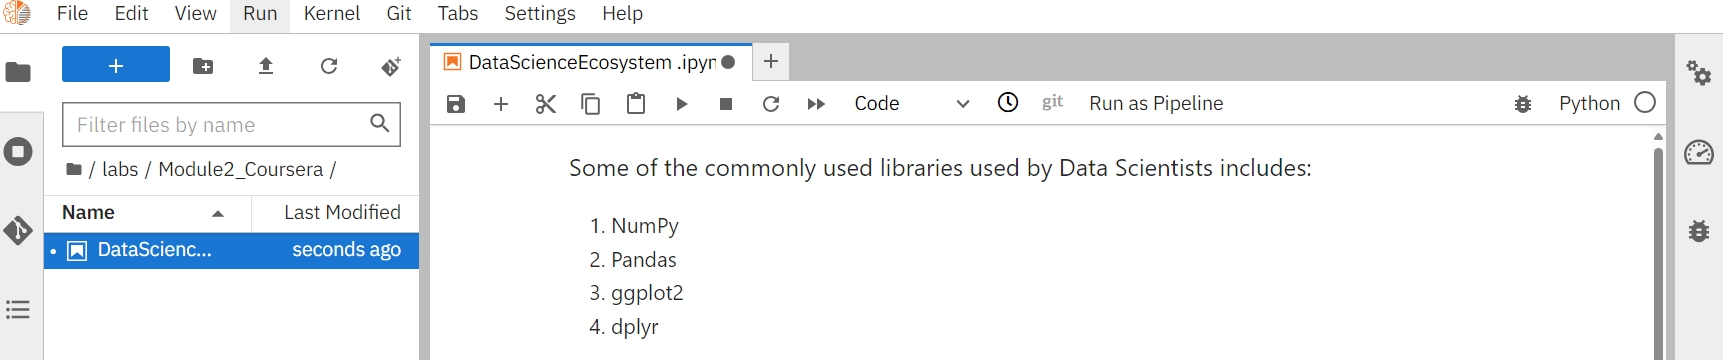 File Edit View Run Kernel Git Tabs Settings Help
+
Filter files by name
/ labs / Module2_Coursera /
Name Last Modified
DataScienc... seconds ago
DataScienceEcosystem .ipyn
Code git Run as Pipeline Python
Some of the commonly used libraries used by Data Scientists includes:
1. NumPy
2. Pandas
3. ggplot2
4. dplyr